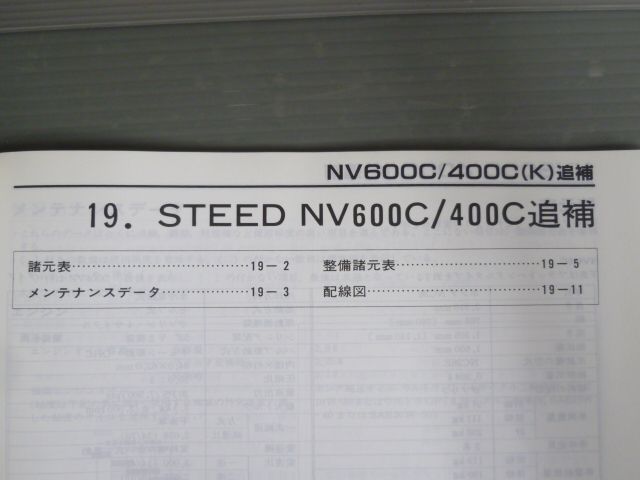 NV600C/400C(K)追補
19. STEED NV600C/400C追補
諸元表……………………………19－2
整備諸元表……………………………19－5
メンテナンスデータ………………19－3
配線図……………………………19－11